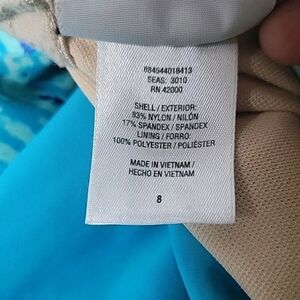 884544018413
SEAS: 3010
RN 42000
SHELL / EXTERIOR:
83% NYLON / NILÓN
17% SPANDEX / SPANDEX
LINING / FORRO:
100% POLYESTER / POLIÉSTER
MADE IN VIETNAM /
HECHO EN VIETNAM
8